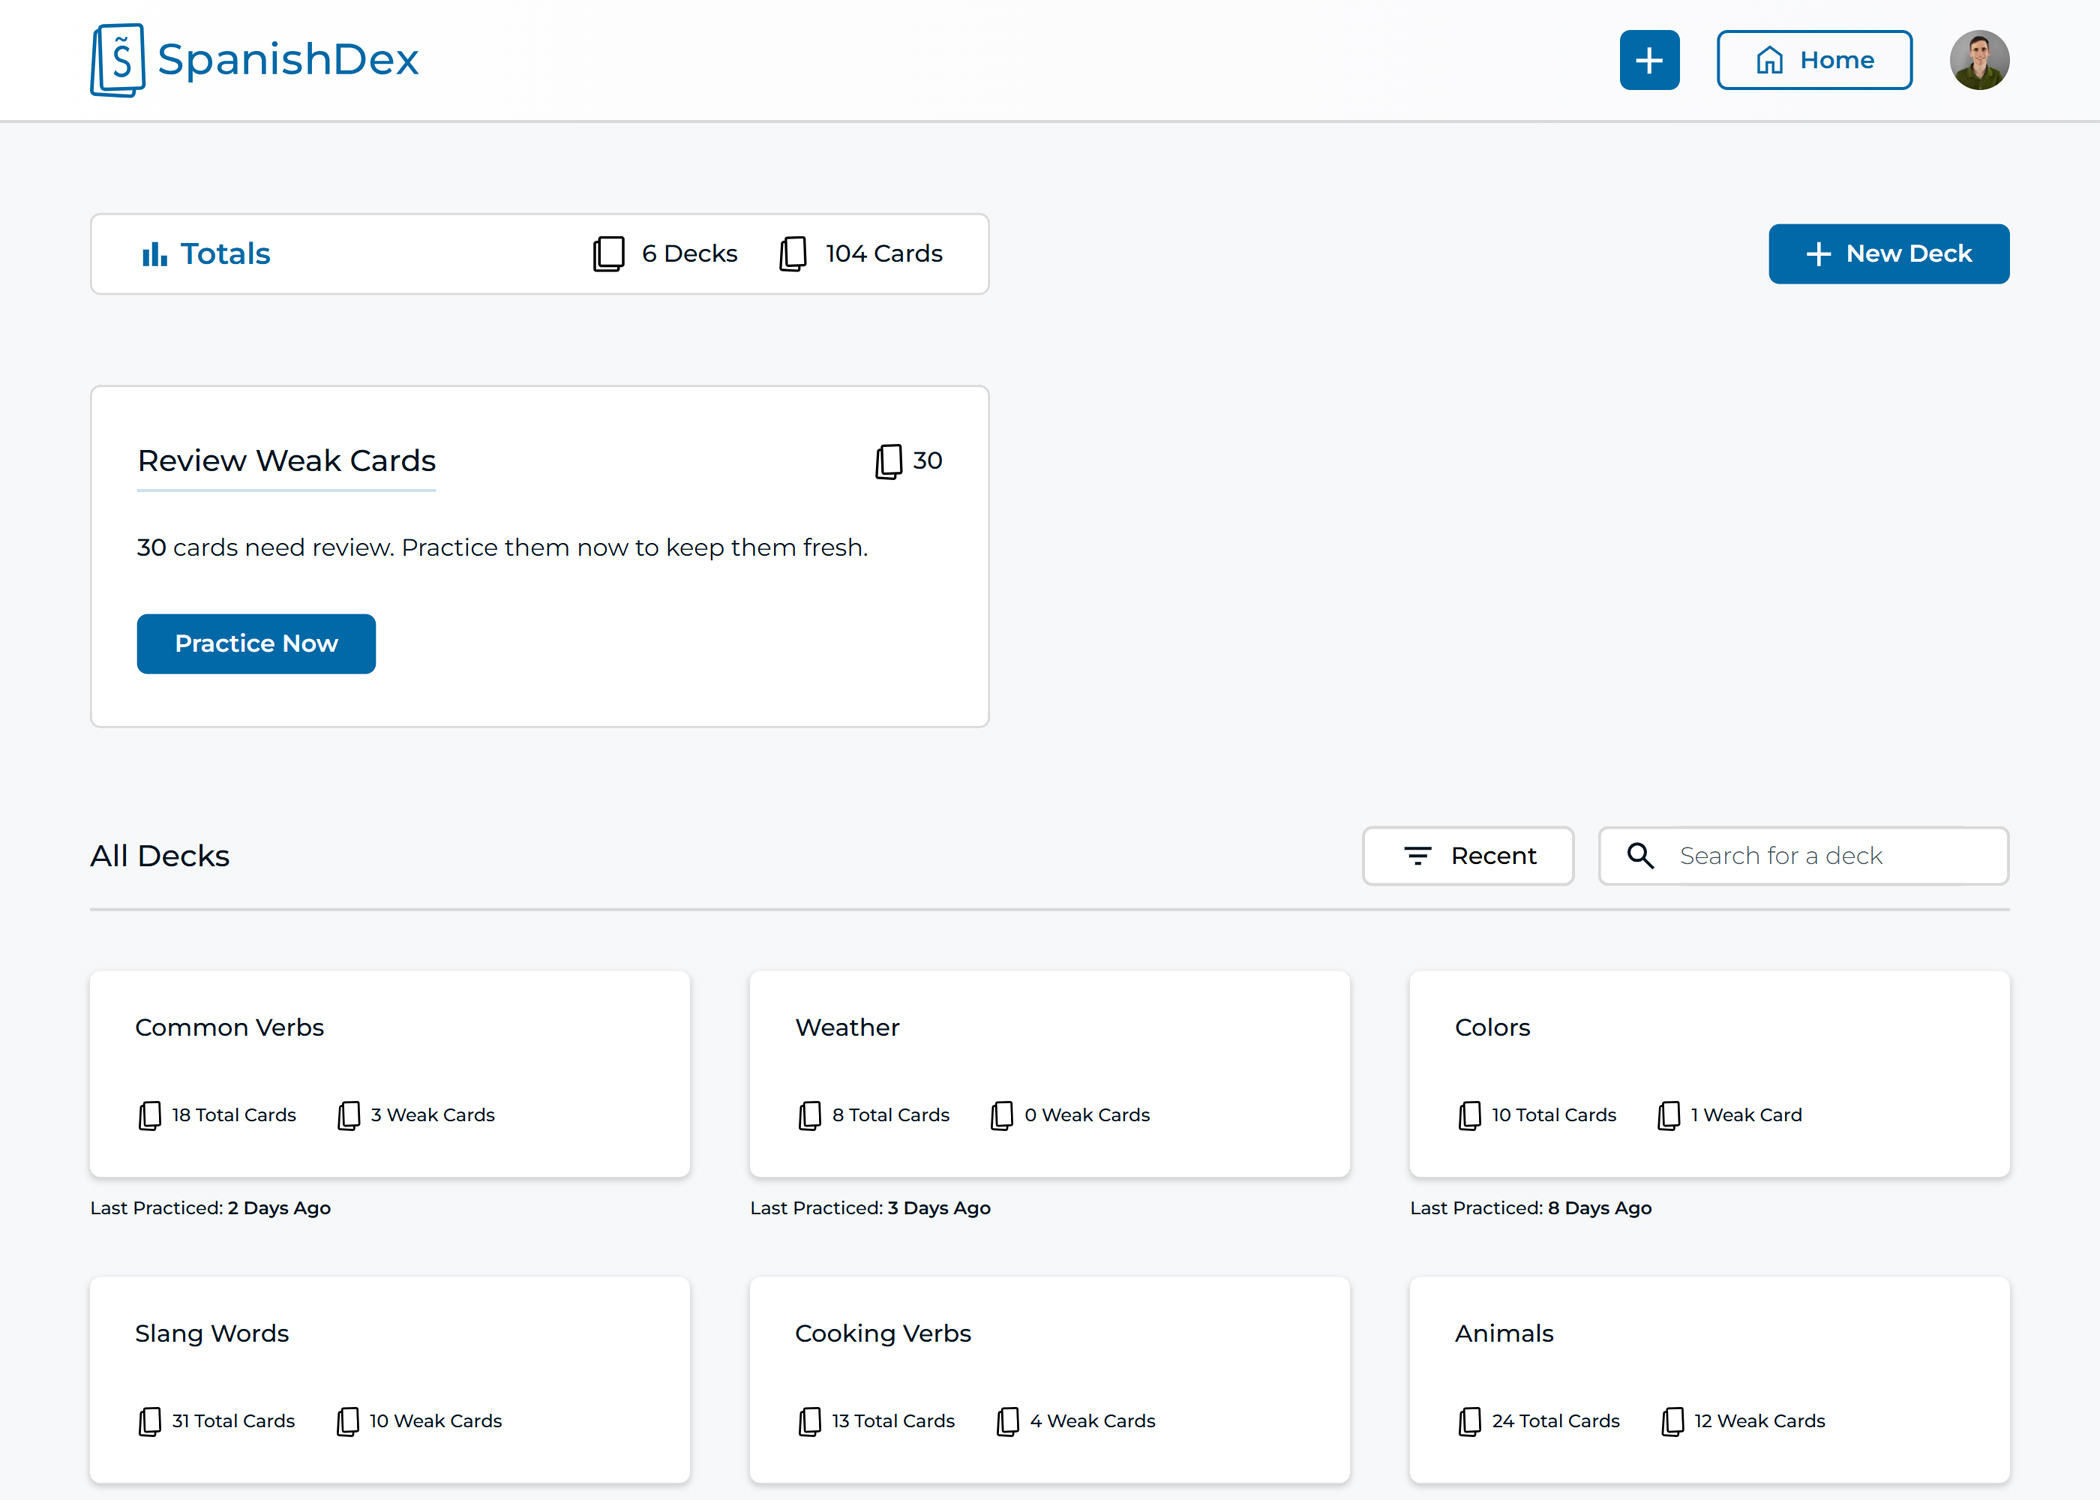 S̃ SpanishDex
Home
Totals
6 Decks
104 Cards
New Deck
Review Weak Cards
30
30 cards need review. Practice them now to keep them fresh.
Practice Now
All Decks
Recent
Search for a deck
Common Verbs
18 Total Cards
3 Weak Cards
Last Practiced: 2 Days Ago
Weather
8 Total Cards
0 Weak Cards
Last Practiced: 3 Days Ago
Colors
10 Total Cards
1 Weak Card
Last Practiced: 8 Days Ago
Slang Words
31 Total Cards
10 Weak Cards
Cooking Verbs
13 Total Cards
4 Weak Cards
Animals
24 Total Cards
12 Weak Cards